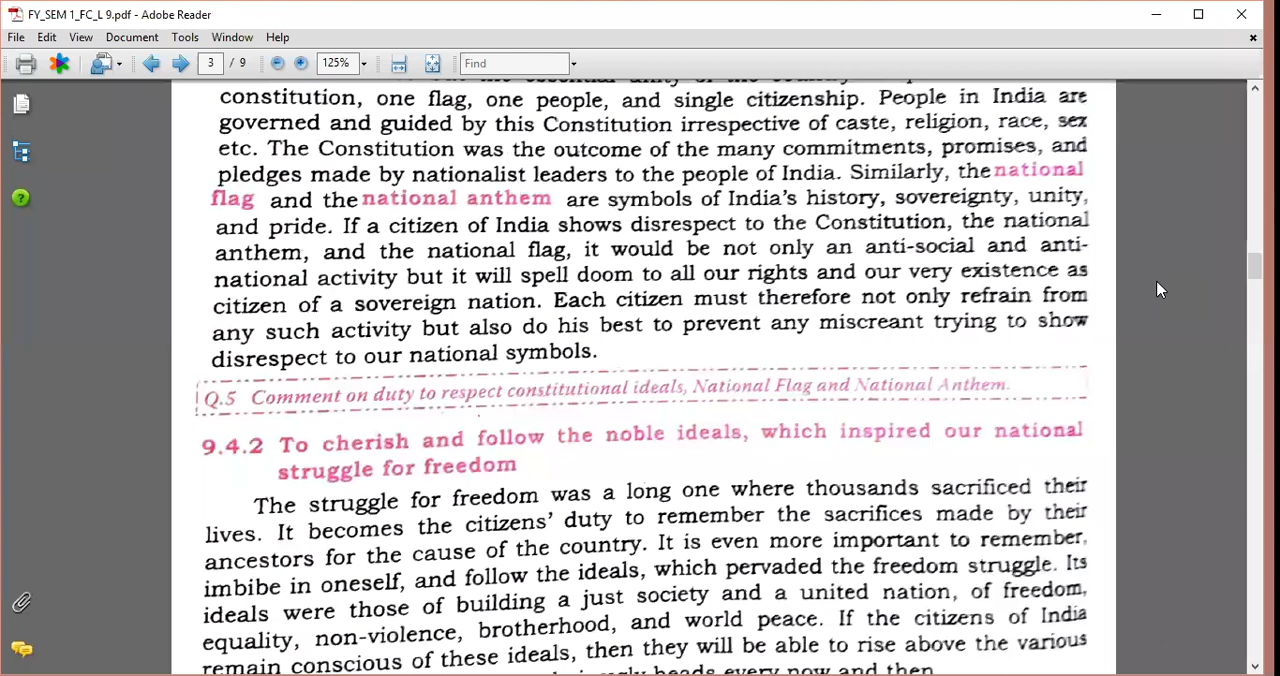 FY_SEM 1_FC_L 9.pdf - Adobe Reader
File Edit View Document Tools Window Help
3 / 9 125% Find
constitution, one flag, one people, and single citizenship. People in India are
governed and guided by this Constitution irrespective of caste, religion, race, sex
etc. The Constitution was the outcome of the many commitments, promises, and
pledges made by nationalist leaders to the people of India. Similarly, the national
flag and the national anthem are symbols of India's history, sovereignty, unity,
and pride. If a citizen of India shows disrespect to the Constitution, the national
anthem, and the national flag, it would be not only an anti-social and anti-
national activity but it will spell doom to all our rights and our very existence as
citizen of a sovereign nation. Each citizen must therefore not only refrain from
any such activity but also do his best to prevent any miscreant trying to show
disrespect to our national symbols.
Q.5 Comment on duty to respect constitutional ideals, National Flag and National Anthem.
9.4.2 To cherish and follow the noble ideals, which inspired our national
struggle for freedom
The struggle for freedom was a long one where thousands sacrificed their
lives. It becomes the citizens' duty to remember the sacrifices made by their
ancestors for the cause of the country. It is even more important to remember,
imbibe in oneself, and follow the ideals, which pervaded the freedom struggle. Its
ideals were those of building a just society and a united nation, of freedom,
equality, non-violence, brotherhood, and world peace. If the citizens of India
remain conscious of these ideals, then they will be able to rise above the various
heads every now and then